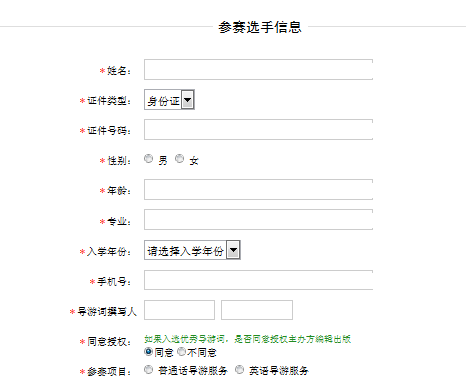 参赛选手信息
*姓名：
*证件类型： 身份证
*证件号码：
*性别： 男 女
*年龄：
*专业：
*入学年份： 请选择入学年份
*手机号：
*导游词撰写人
*同意授权： 如果入选优秀导游词，是否同意授权主办方编辑出版
同意 不同意
*参赛项目： 普通话导游服务 英语导游服务